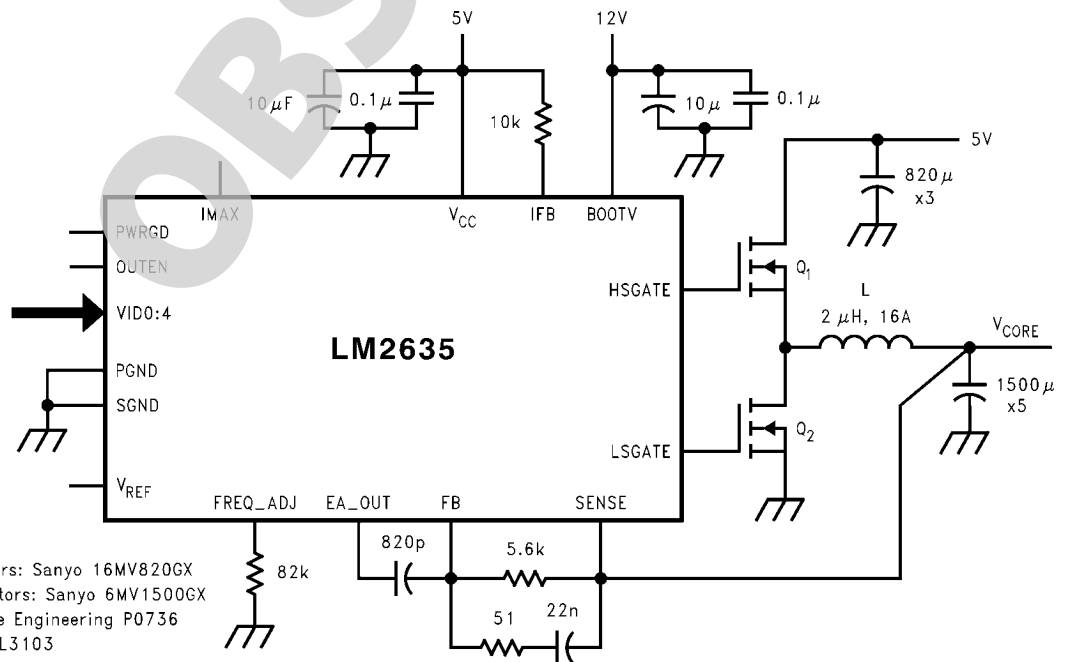 OBS
5V
12V
10μF
0.1μ
10k
10μ
0.1μ
5V
820μ
x3
IMAX
VCC
IFB
BOOTV
PWRGD
OUTEN
VID0:4
PGND
SGND
VREF
HSGATE
LSGATE
LM2635
Q1
Q2
L
2 μH, 16A
VCORE
1500μ
x5
FREQ_ADJ
EA_OUT
FB
SENSE
82k
820p
5.6k
51
22n
rs: Sanyo 16MV820GX
tors: Sanyo 6MV1500GX
e Engineering P0736
L3103